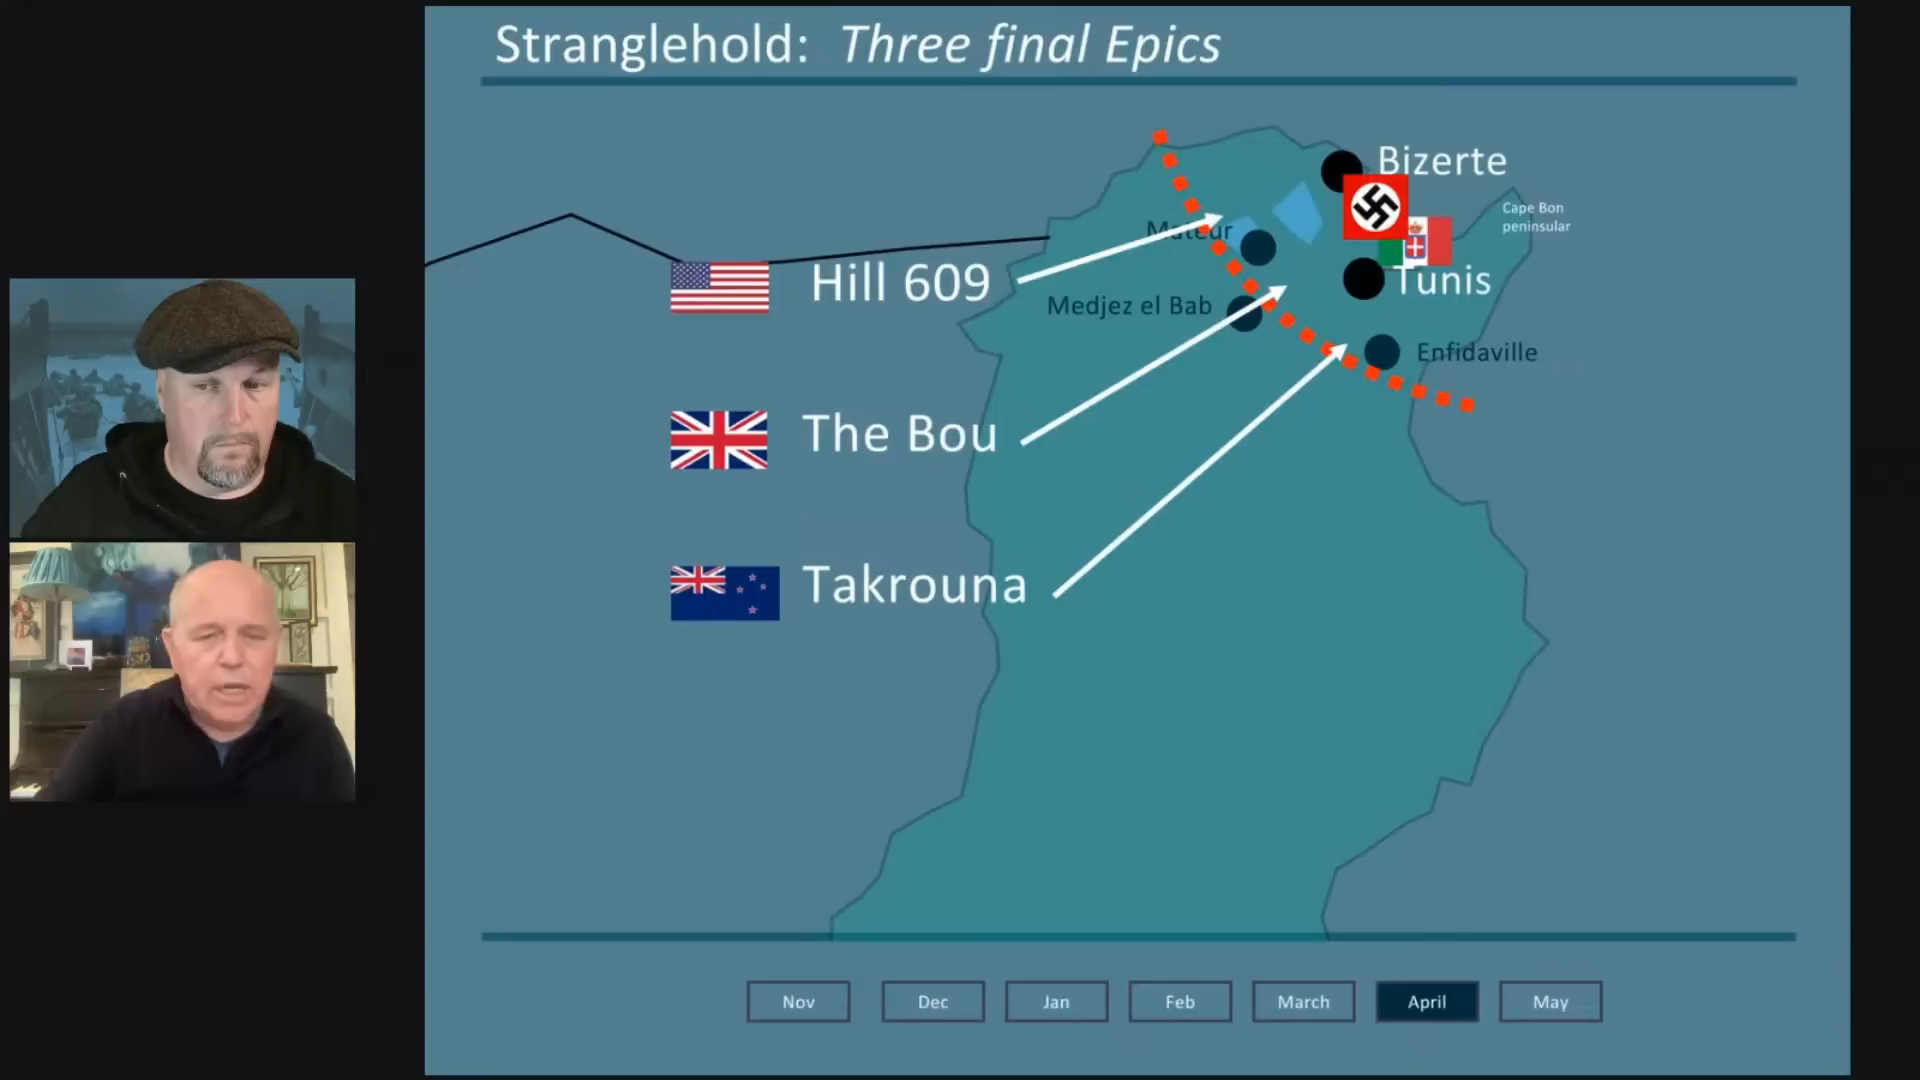 Stranglehold: Three final Epics
Bizerte
Cape Bon
peninsular
Mateur
Hill 609
Tunis
Medjez el Bab
Enfidaville
The Bou
Takrouna
Nov
Dec
Jan
Feb
March
April
May